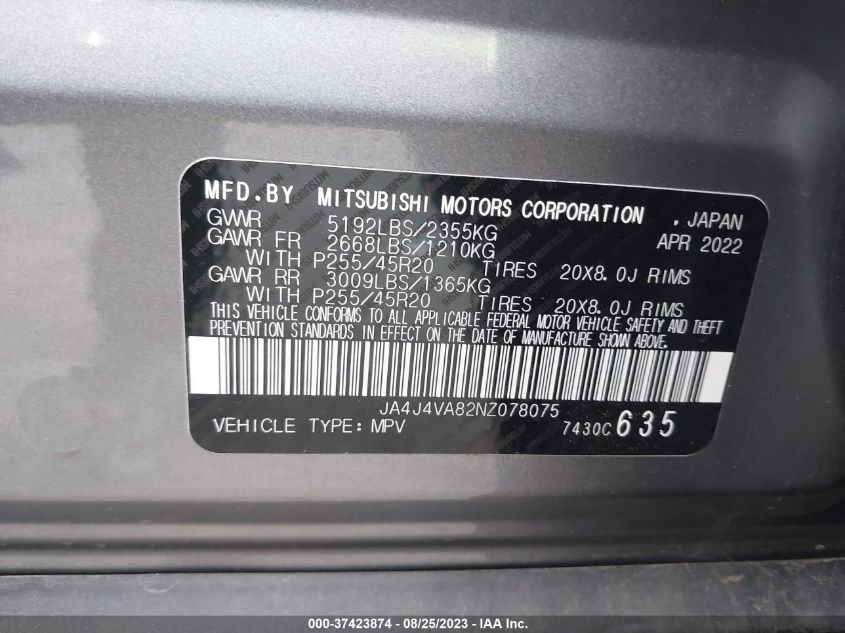 MFD.BY MITSUBISHI MOTORS CORPORATION . JAPAN
GVWR 5192LBS/2355KG APR 2022
GAWR FR 2668LBS/1210KG
WITH P255/45R20 TIRES 20X8.0J RIMS
GAWR RR 3009LBS/1365KG
WITH P255/45R20 TIRES 20X8.0J RIMS
THIS VEHICLE CONFORMS TO ALL APPLICABLE FEDERAL MOTOR VEHICLE SAFETY AND THEFT
PREVENTION STANDARDS IN EFFECT ON THE DATE OF MANUFACTURE SHOWN ABOVE.
JA4J4VA82NZ078075
VEHICLE TYPE: MPV 7430C 635
000-37423874 / 08/25/2023 - IAA Inc.